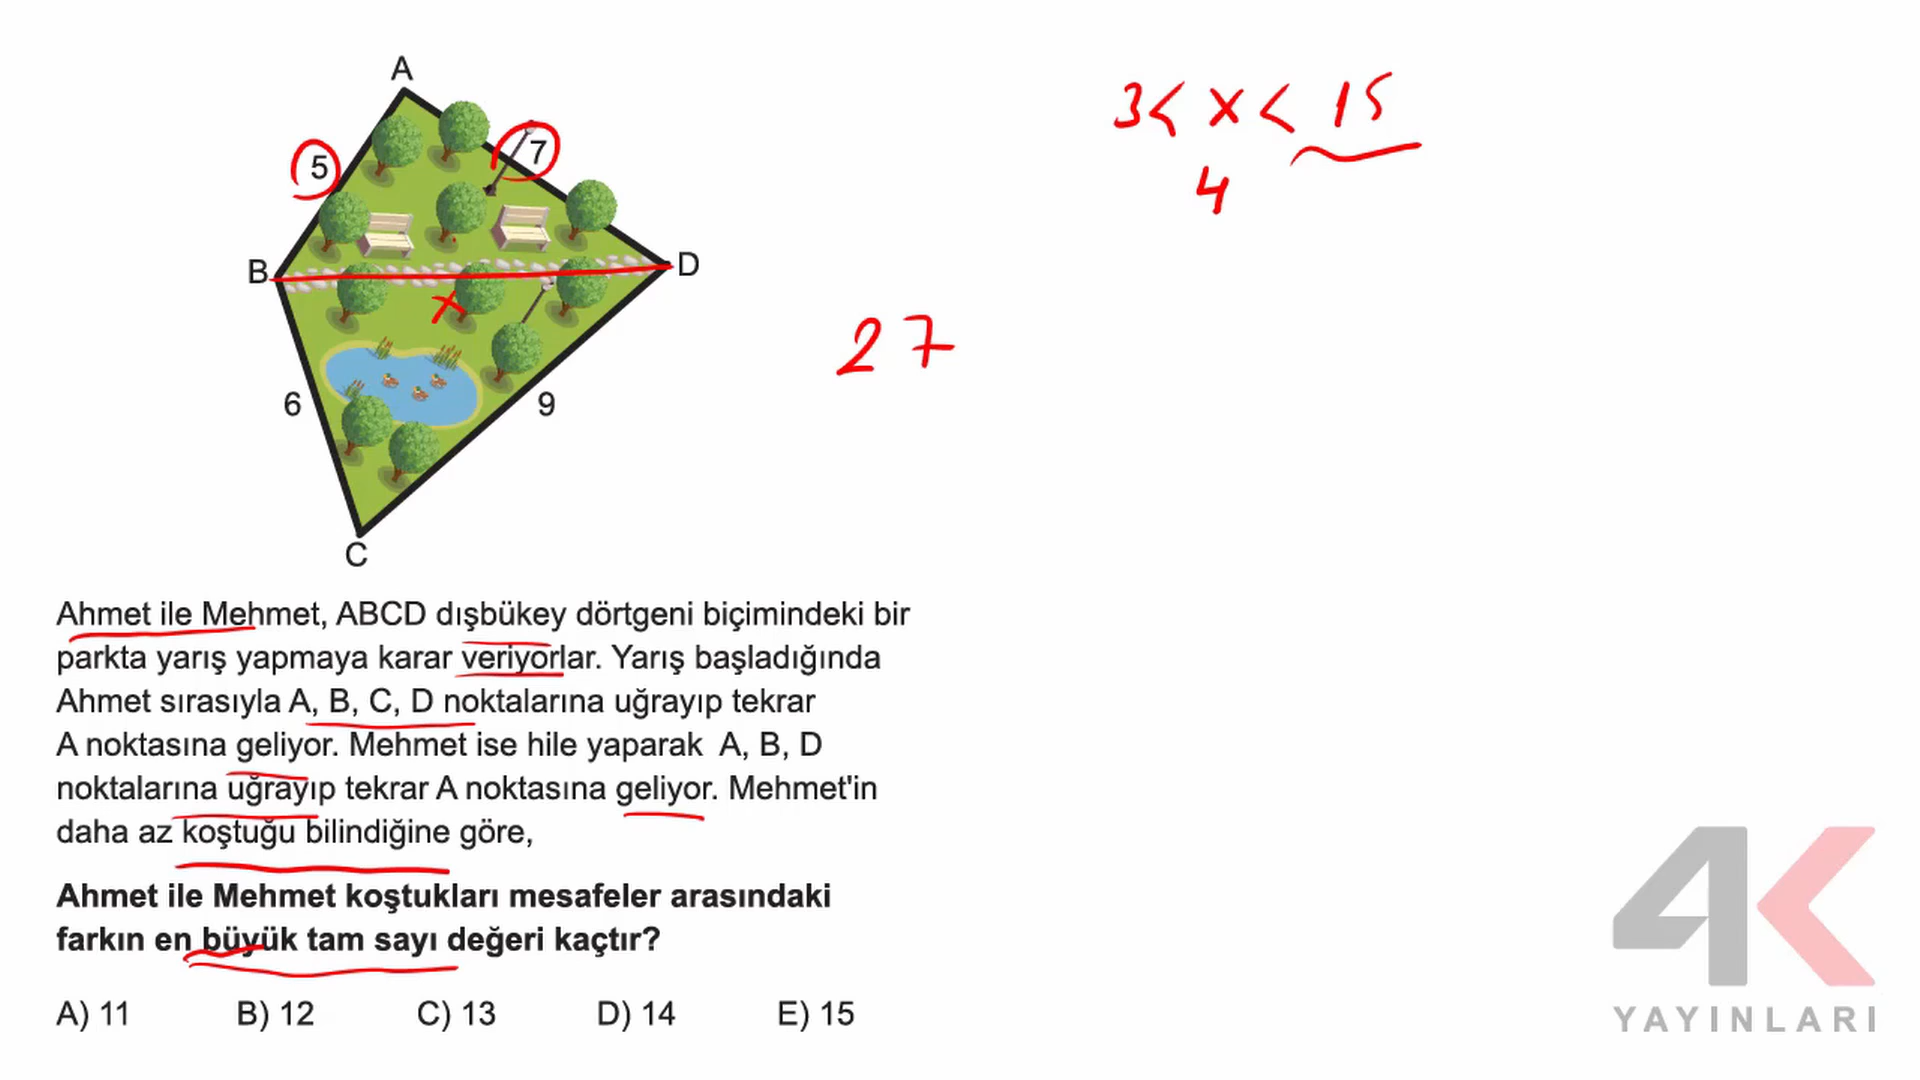 A
3 < x < 15
5
7
4
B
D
x
27
6
9
C
Ahmet ile Mehmet, ABCD dışbükey dörtgeni biçimindeki bir
parkta yarış yapmaya karar veriyorlar. Yarış başladığında
Ahmet sırasıyla A, B, C, D noktalarına uğrayıp tekrar
A noktasına geliyor. Mehmet ise hile yaparak A, B, D
noktalarına uğrayıp tekrar A noktasına geliyor. Mehmet'in
daha az koştuğu bilindiğine göre,
Ahmet ile Mehmet koştukları mesafeler arasındaki
farkın en büyük tam sayı değeri kaçtır?
A) 11 B) 12 C) 13 D) 14 E) 15
4K
YAYINLARI